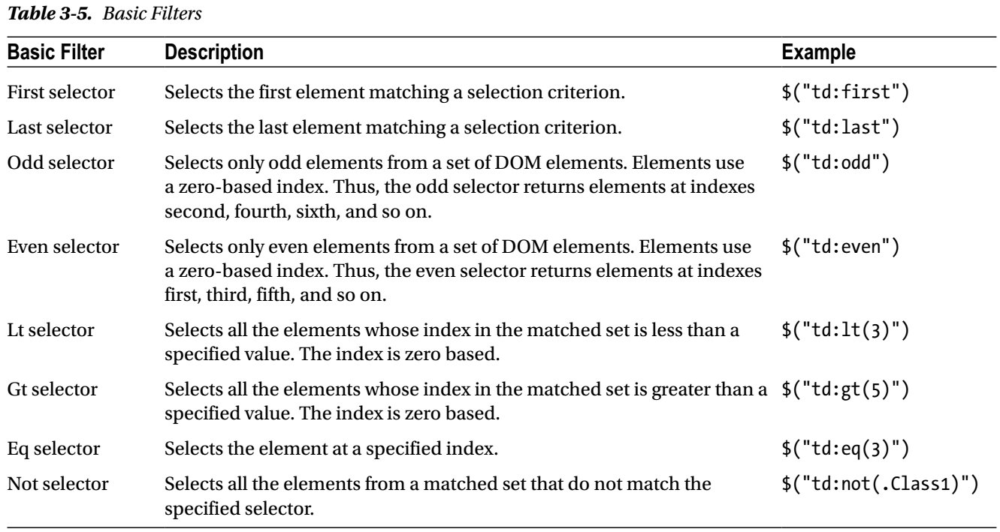 Table 3-5. Basic Filters
Basic Filter Description Example
First selector Selects the first element matching a selection criterion. $("td:first")
Last selector Selects the last element matching a selection criterion. $("td:last")
Odd selector Selects only odd elements from a set of DOM elements. Elements use $("td:odd")
a zero-based index. Thus, the odd selector returns elements at indexes
second, fourth, sixth, and so on.
Even selector Selects only even elements from a set of DOM elements. Elements use $("td:even")
a zero-based index. Thus, the even selector returns elements at indexes
first, third, fifth, and so on.
Lt selector Selects all the elements whose index in the matched set is less than a $("td:lt(3)")
specified value. The index is zero based.
Gt selector Selects all the elements whose index in the matched set is greater than a $("td:gt(5)")
specified value. The index is zero based.
Eq selector Selects the element at a specified index. $("td:eq(3)")
Not selector Selects all the elements from a matched set that do not match the $("td:not(.Class1)")
specified selector.